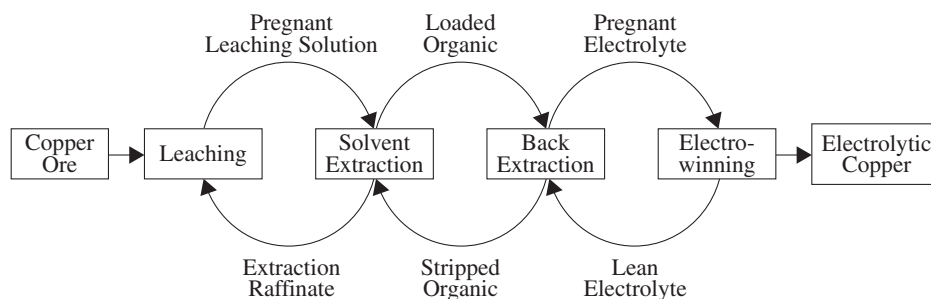 Pregnant
Leaching Solution
Loaded
Organic
Pregnant
Electrolyte
Copper
Ore
Leaching
Solvent
Extraction
Back
Extraction
Electro-
winning
Electrolytic
Copper
Extraction
Raffinate
Stripped
Organic
Lean
Electrolyte